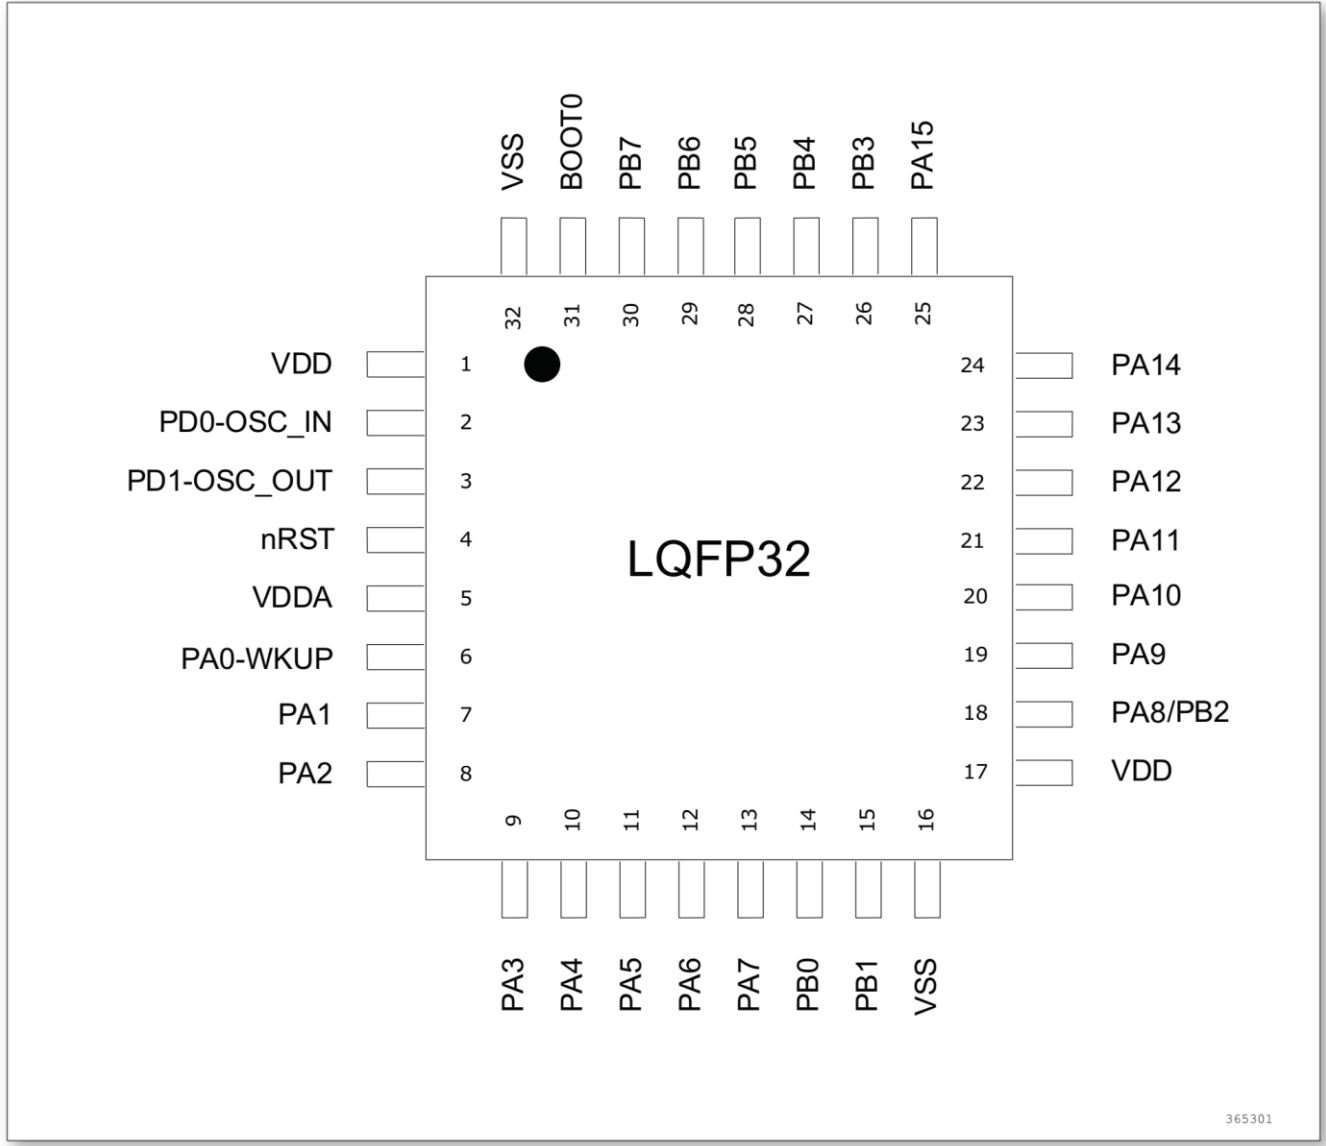 VSS
BOOT0
PB7
PB6
PB5
PB4
PB3
PA15
32
31
30
29
28
27
26
25
VDD 1
PD0-OSC_IN 2
PD1-OSC_OUT 3
nRST 4
VDDA 5
PA0-WKUP 6
PA1 7
PA2 8
LQFP32
24 PA14
23 PA13
22 PA12
21 PA11
20 PA10
19 PA9
18 PA8/PB2
17 VDD
9
10
11
12
13
14
15
16
PA3
PA4
PA5
PA6
PA7
PB0
PB1
VSS
365301